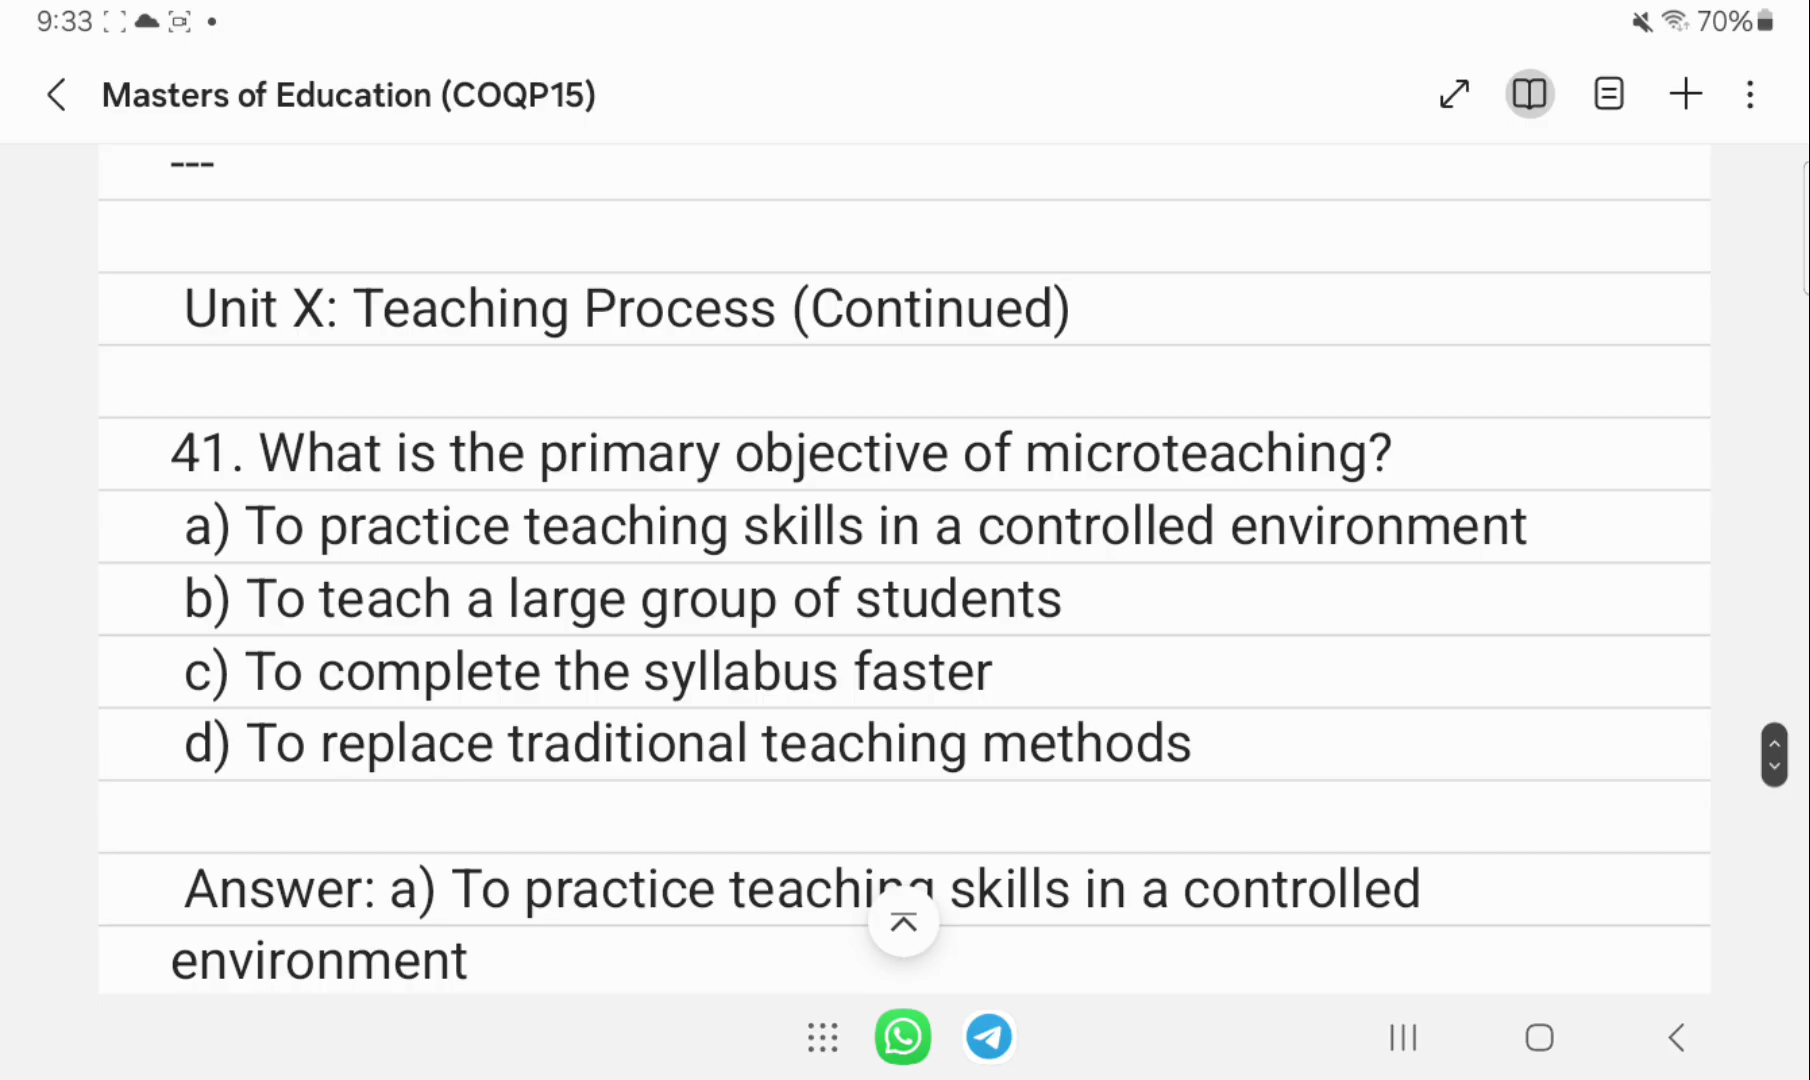 9:33
70%
Masters of Education (COQP15)
---
Unit X: Teaching Process (Continued)
41. What is the primary objective of microteaching?
a) To practice teaching skills in a controlled environment
b) To teach a large group of students
c) To complete the syllabus faster
d) To replace traditional teaching methods
Answer: a) To practice teaching skills in a controlled
environment